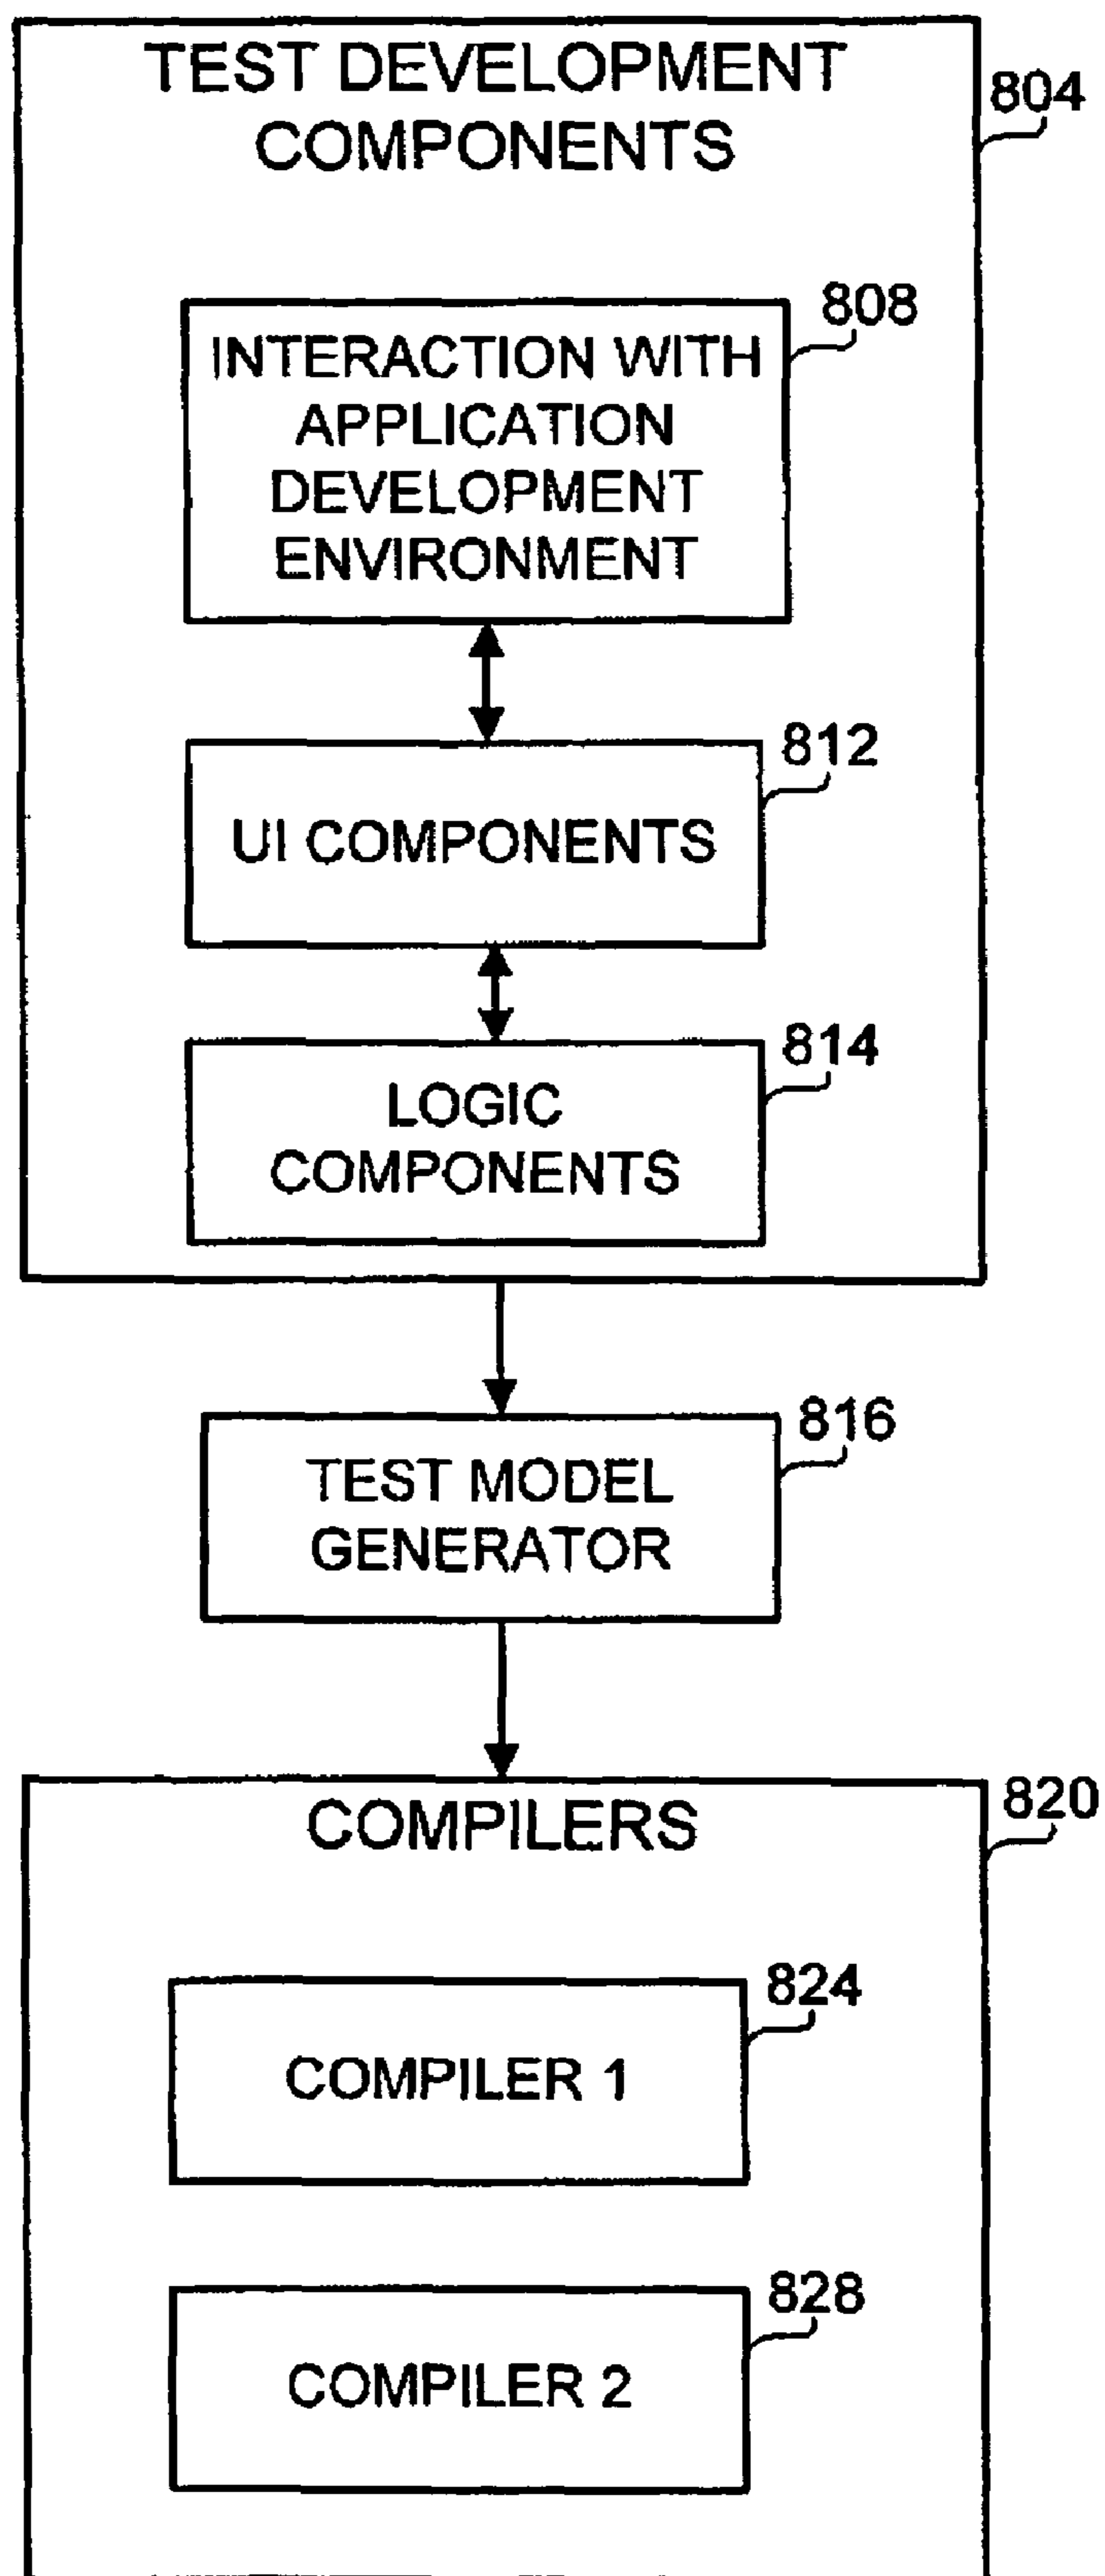 TEST DEVELOPMENT
COMPONENTS
804
808
INTERACTION WITH
APPLICATION
DEVELOPMENT
ENVIRONMENT
812
UI COMPONENTS
814
LOGIC
COMPONENTS
816
TEST MODEL
GENERATOR
820
COMPILERS
824
COMPILER 1
828
COMPILER 2